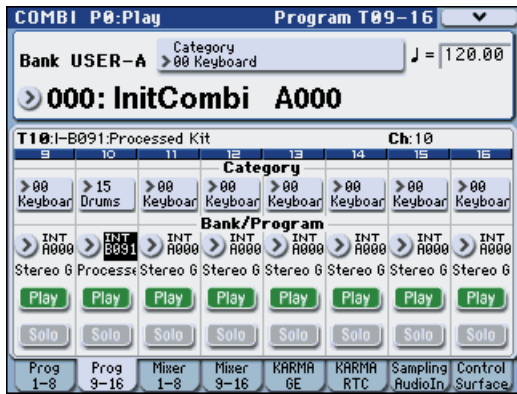 COMBI P0:Play Program T09-16
Bank USER-A Category ♩= 120.00
00 Keyboard
000: InitCombi A000
T10:I-B091:Processed Kit Ch:10
9 10 11 12 13 14 15 16
Category
00 15 00 00 00 00 00 00
Keyboar Drums Keyboar Keyboar Keyboar Keyboar Keyboar Keyboar
Bank/Program
INT INT INT INT INT INT INT INT
A000 B091 A000 A000 A000 A000 A000 A000
Stereo G Processe Stereo G Stereo G Stereo G Stereo G Stereo G Stereo G
Play Play Play Play Play Play Play Play
Solo Solo Solo Solo Solo Solo Solo Solo
Prog Prog Mixer Mixer KARMA KARMA Sampling Control
1-8 9-16 1-8 9-16 GE RTC AudioIn Surface